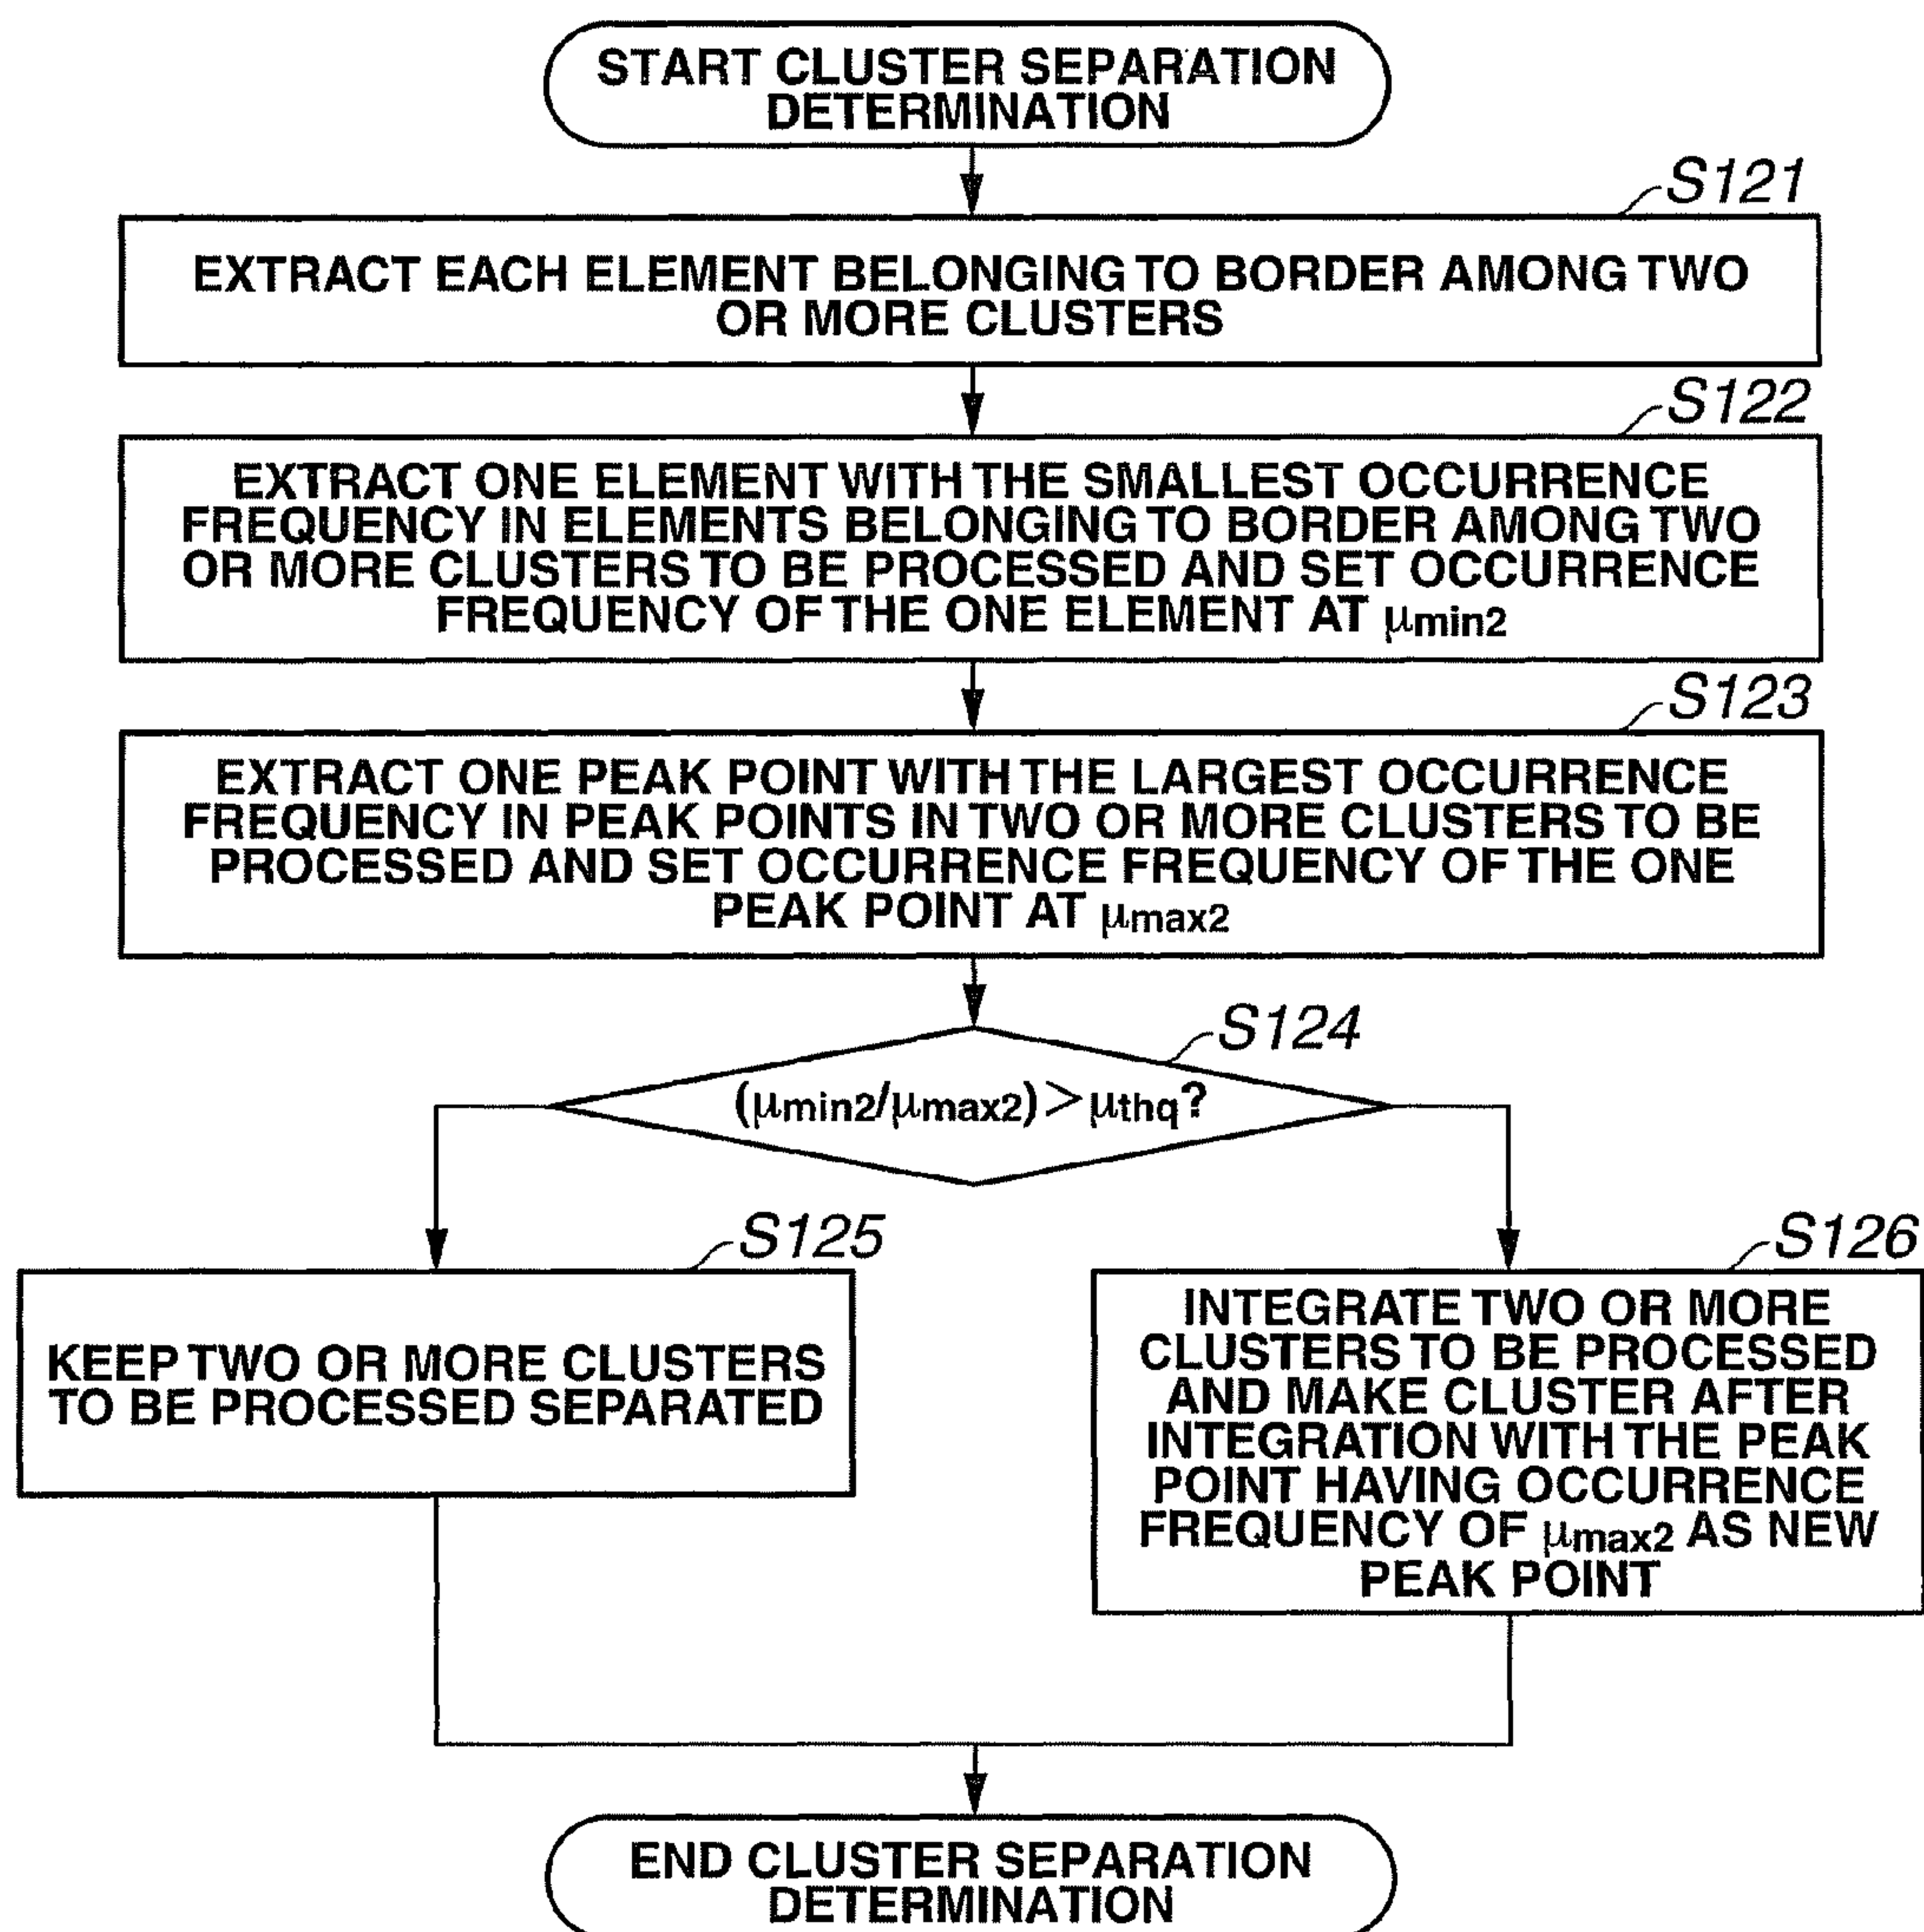 START CLUSTER SEPARATION
DETERMINATION
S121
EXTRACT EACH ELEMENT BELONGING TO BORDER AMONG TWO
OR MORE CLUSTERS
S122
EXTRACT ONE ELEMENT WITH THE SMALLEST OCCURRENCE
FREQUENCY IN ELEMENTS BELONGING TO BORDER AMONG TWO
OR MORE CLUSTERS TO BE PROCESSED AND SET OCCURRENCE
FREQUENCY OF THE ONE ELEMENT AT μmin2
S123
EXTRACT ONE PEAK POINT WITH THE LARGEST OCCURRENCE
FREQUENCY IN PEAK POINTS IN TWO OR MORE CLUSTERS TO BE
PROCESSED AND SET OCCURRENCE FREQUENCY OF THE ONE
PEAK POINT AT μmax2
S124
(μmin2/μmax2)>μthq?
S125
KEEP TWO OR MORE CLUSTERS
TO BE PROCESSED SEPARATED
S126
INTEGRATE TWO OR MORE
CLUSTERS TO BE PROCESSED
AND MAKE CLUSTER AFTER
INTEGRATION WITH THE PEAK
POINT HAVING OCCURRENCE
FREQUENCY OF μmax2 AS NEW
PEAK POINT
END CLUSTER SEPARATION
DETERMINATION